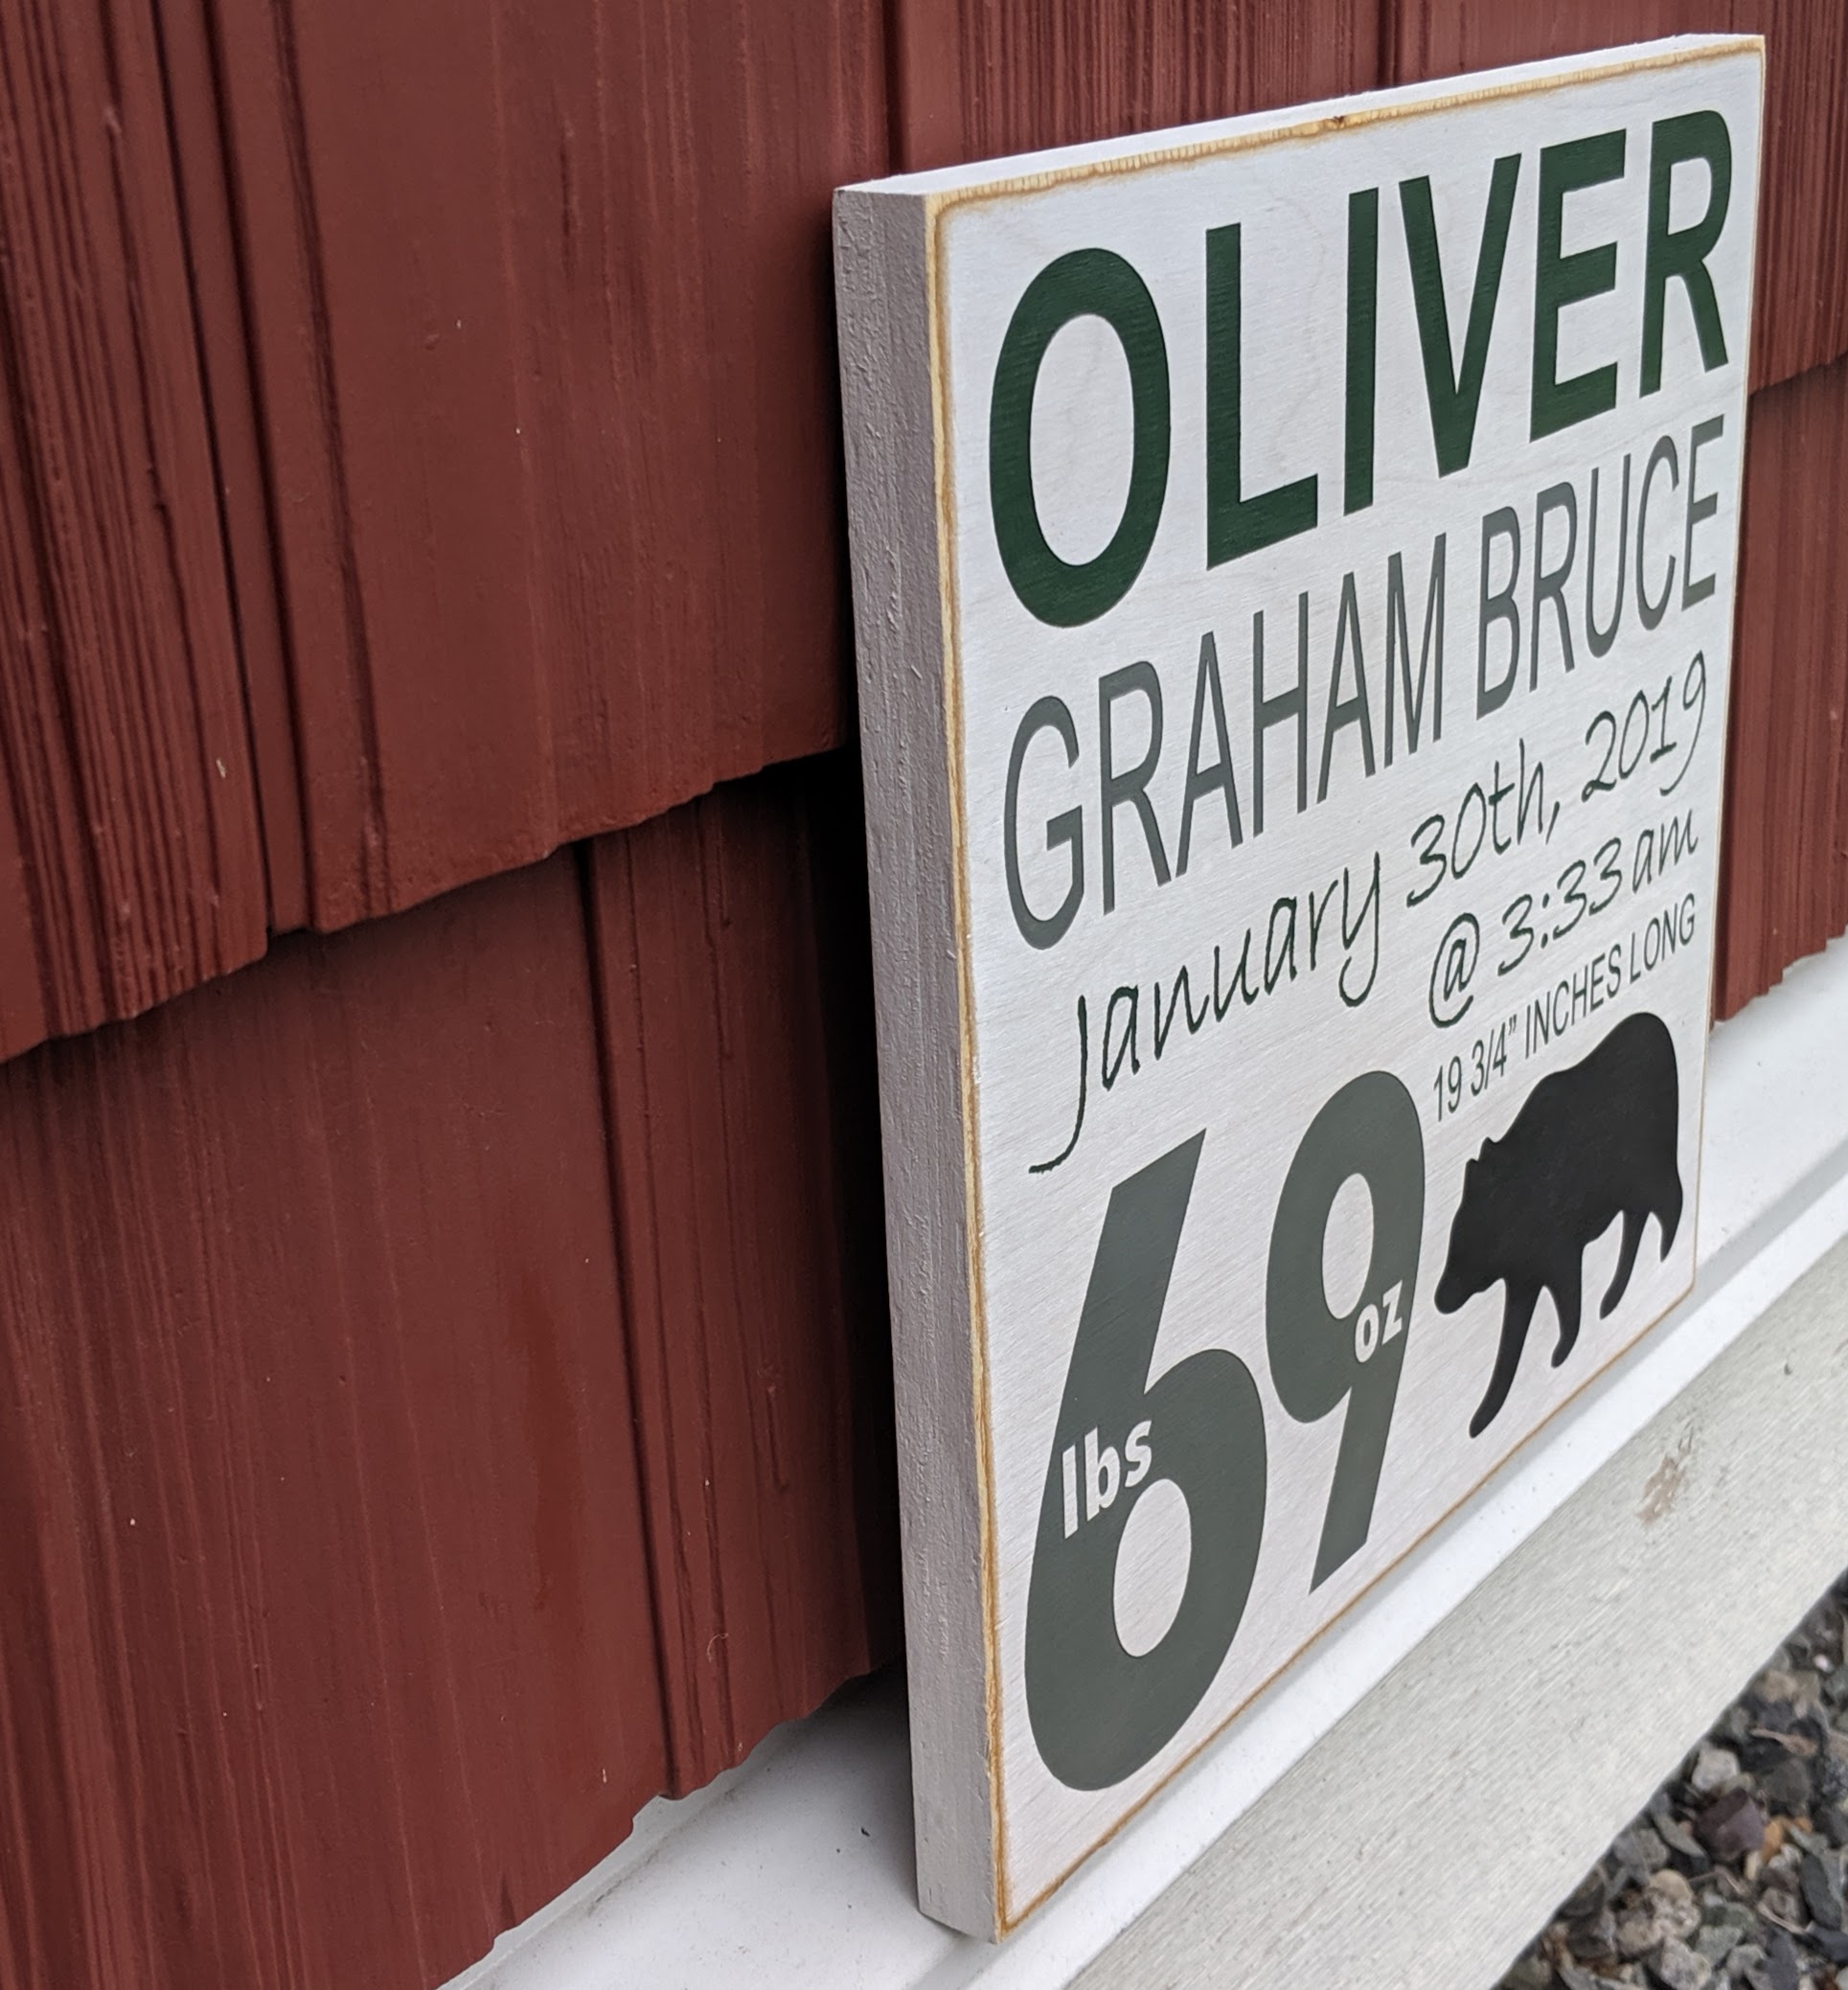 OLIVER
GRAHAM BRUCE
January 30th, 2019
@ 3:33 am
19 3/4" INCHES LONG
6 lbs 9 oz